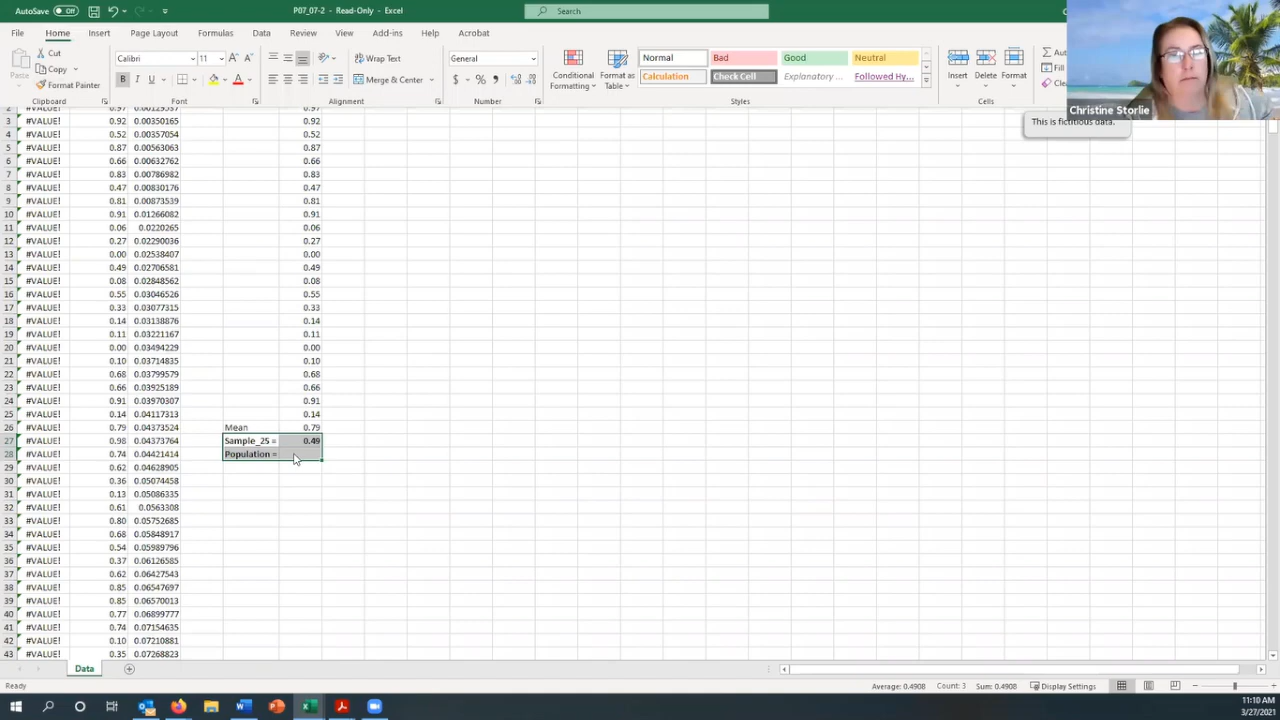 AutoSave Off P07_07-2 - Read-Only - Excel Search
File Home Insert Page Layout Formulas Data Review View Add-ins Help Acrobat
Cut
Copy
Format Painter
Paste
Clipboard
Calibri 11
B I U
Font
Wrap Text
Merge & Center
Alignment
General
$ % ,
Number
Conditional Formatting
Format as Table
Normal Bad Good Neutral
Calculation Check Cell Explanatory ... Followed Hy...
Styles
Insert Delete Format
Cells
Christine Storlie
This is fictitious data.
3 #VALUE! 0.92 0.00350165 0.92
4 #VALUE! 0.52 0.00357054 0.52
5 #VALUE! 0.87 0.00563063 0.87
6 #VALUE! 0.66 0.00632762 0.66
7 #VALUE! 0.83 0.00786982 0.83
8 #VALUE! 0.47 0.00830176 0.47
9 #VALUE! 0.81 0.00873539 0.81
10 #VALUE! 0.91 0.01266082 0.91
11 #VALUE! 0.06 0.0220265 0.06
12 #VALUE! 0.27 0.02290036 0.27
13 #VALUE! 0.00 0.02538407 0.00
14 #VALUE! 0.49 0.02706581 0.49
15 #VALUE! 0.08 0.02848562 0.08
16 #VALUE! 0.55 0.03046526 0.55
17 #VALUE! 0.33 0.03077315 0.33
18 #VALUE! 0.14 0.03138876 0.14
19 #VALUE! 0.11 0.03221167 0.11
20 #VALUE! 0.00 0.03494229 0.00
21 #VALUE! 0.10 0.03714835 0.10
22 #VALUE! 0.68 0.03799579 0.68
23 #VALUE! 0.66 0.03925189 0.66
24 #VALUE! 0.91 0.03970307 0.91
25 #VALUE! 0.14 0.04117313 0.14
26 #VALUE! 0.79 0.04373524 Mean 0.79
27 #VALUE! 0.98 0.04373764 Sample_25 = 0.49
28 #VALUE! 0.74 0.04421414 Population =
29 #VALUE! 0.62 0.04628905
30 #VALUE! 0.36 0.05074458
31 #VALUE! 0.13 0.05086335
32 #VALUE! 0.61 0.0563308
33 #VALUE! 0.80 0.05752685
34 #VALUE! 0.68 0.05848917
35 #VALUE! 0.54 0.05989796
36 #VALUE! 0.37 0.06126585
37 #VALUE! 0.62 0.06427543
38 #VALUE! 0.85 0.06547697
39 #VALUE! 0.85 0.06570013
40 #VALUE! 0.77 0.06899777
41 #VALUE! 0.74 0.07154635
42 #VALUE! 0.10 0.07210881
43 #VALUE! 0.35 0.07268823
Data
Ready Average: 0.4908 Count: 3 Sum: 0.4908 Display Settings
11:10 AM
3/27/2021